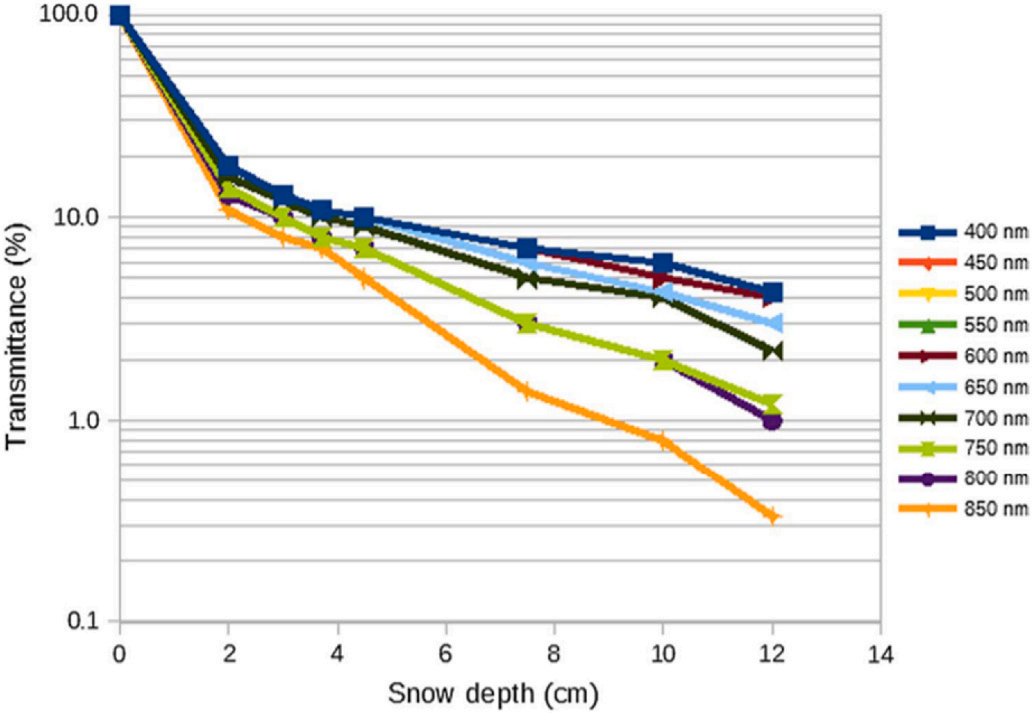 100.0
10.0
1.0
0.1
Transmittance (%)
0
2
4
6
8
10
12
14
Snow depth (cm)
400 nm
450 nm
500 nm
550 nm
600 nm
650 nm
700 nm
750 nm
800 nm
850 nm